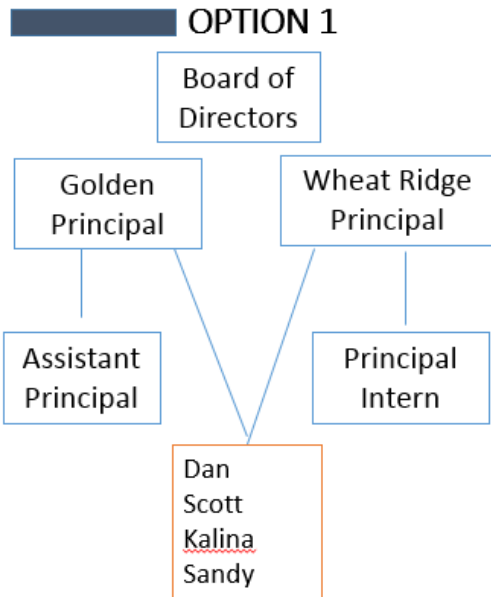 OPTION 1
Board of
Directors
Golden
Principal
Wheat Ridge
Principal
Assistant
Principal
Principal
Intern
Dan
Scott
Kalina
Sandy